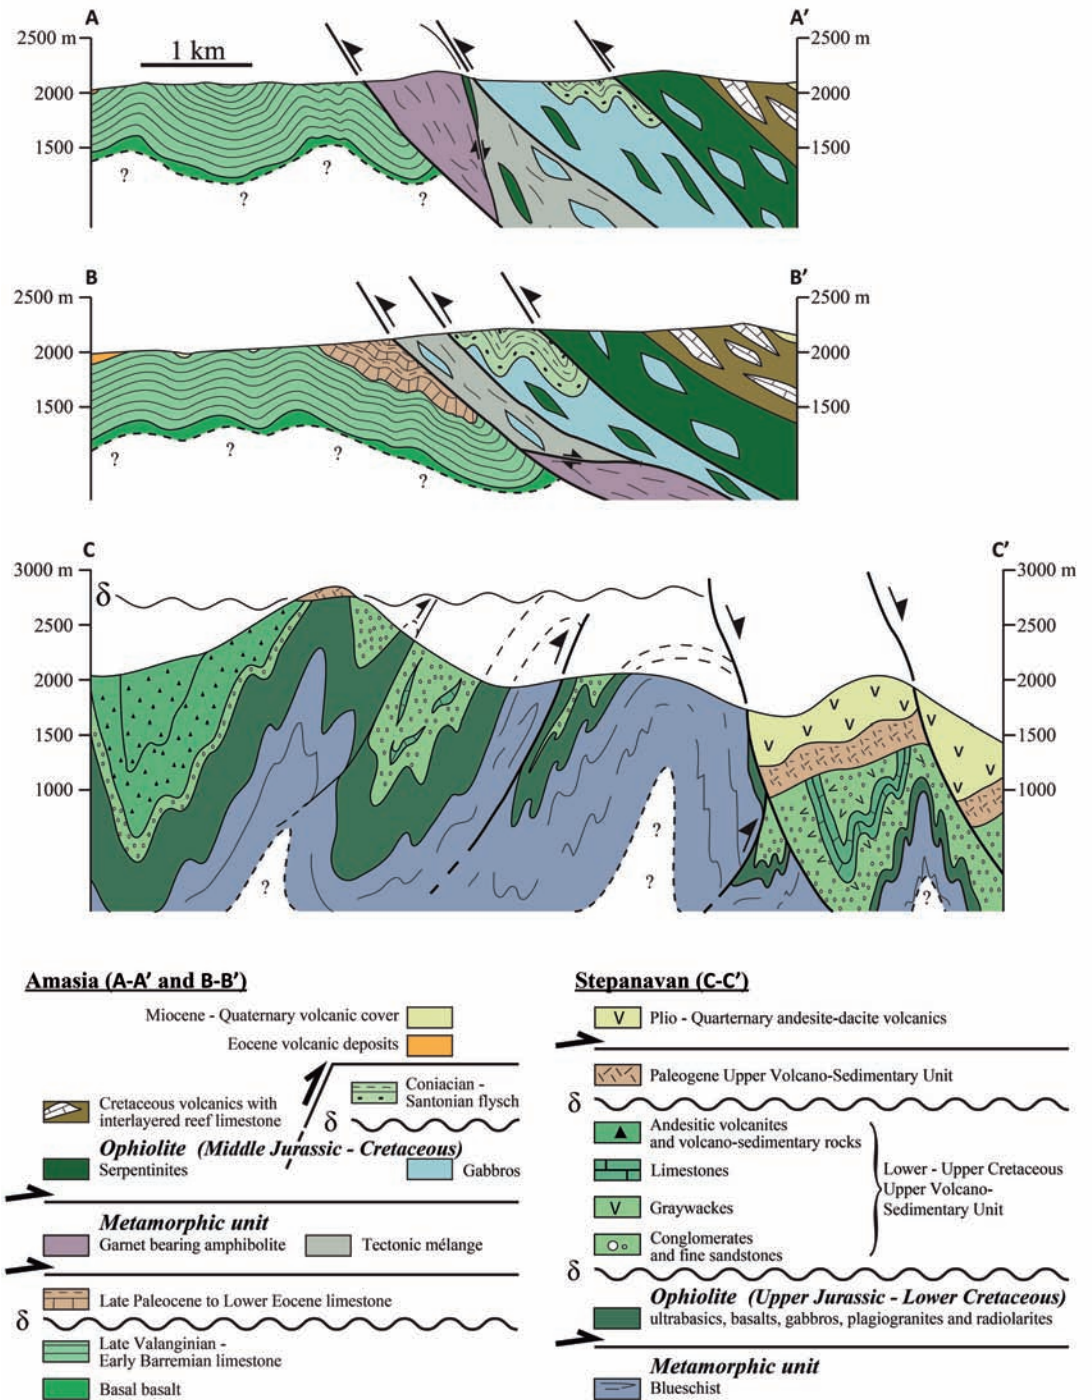 A
A′
2500 m
2500 m
1 km
2000
2000
1500
1500
?
?
?
?
B
B′
2500 m
2500 m
2000
2000
1500
1500
?
?
?
?
?
C
C′
3000 m
3000 m
δ
2500
2500
2000
2000
V
V
V
V
V
V
V
1500
1500
1000
1000
?
?
?
Amasia (A-A′ and B-B′)
Miocene - Quaternary volcanic cover
Eocene volcanic deposits
Coniacian -
Santonian flysch
δ
Cretaceous volcanics with
interlayered reef limestone
Ophiolite (Middle Jurassic - Cretaceous)
Serpentinites
Gabbros
Metamorphic unit
Garnet bearing amphibolite
Tectonic mélange
Late Paleocene to Lower Eocene limestone
δ
Late Valanginian -
Early Barremian limestone
Basal basalt
Stepanavan (C-C′)
V
Plio - Quarternary andesite-dacite volcanics
Paleogene Upper Volcano-Sedimentary Unit
δ
Andesitic volcanites
and volcano-sedimentary rocks
Limestones
V
Graywackes
Conglomerates
and fine sandstones
Lower - Upper Cretaceous
Upper Volcano-
Sedimentary Unit
δ
Ophiolite (Upper Jurassic - Lower Cretaceous)
ultrabasics, basalts, gabbros, plagiogranites and radiolarites
Metamorphic unit
Blueschist